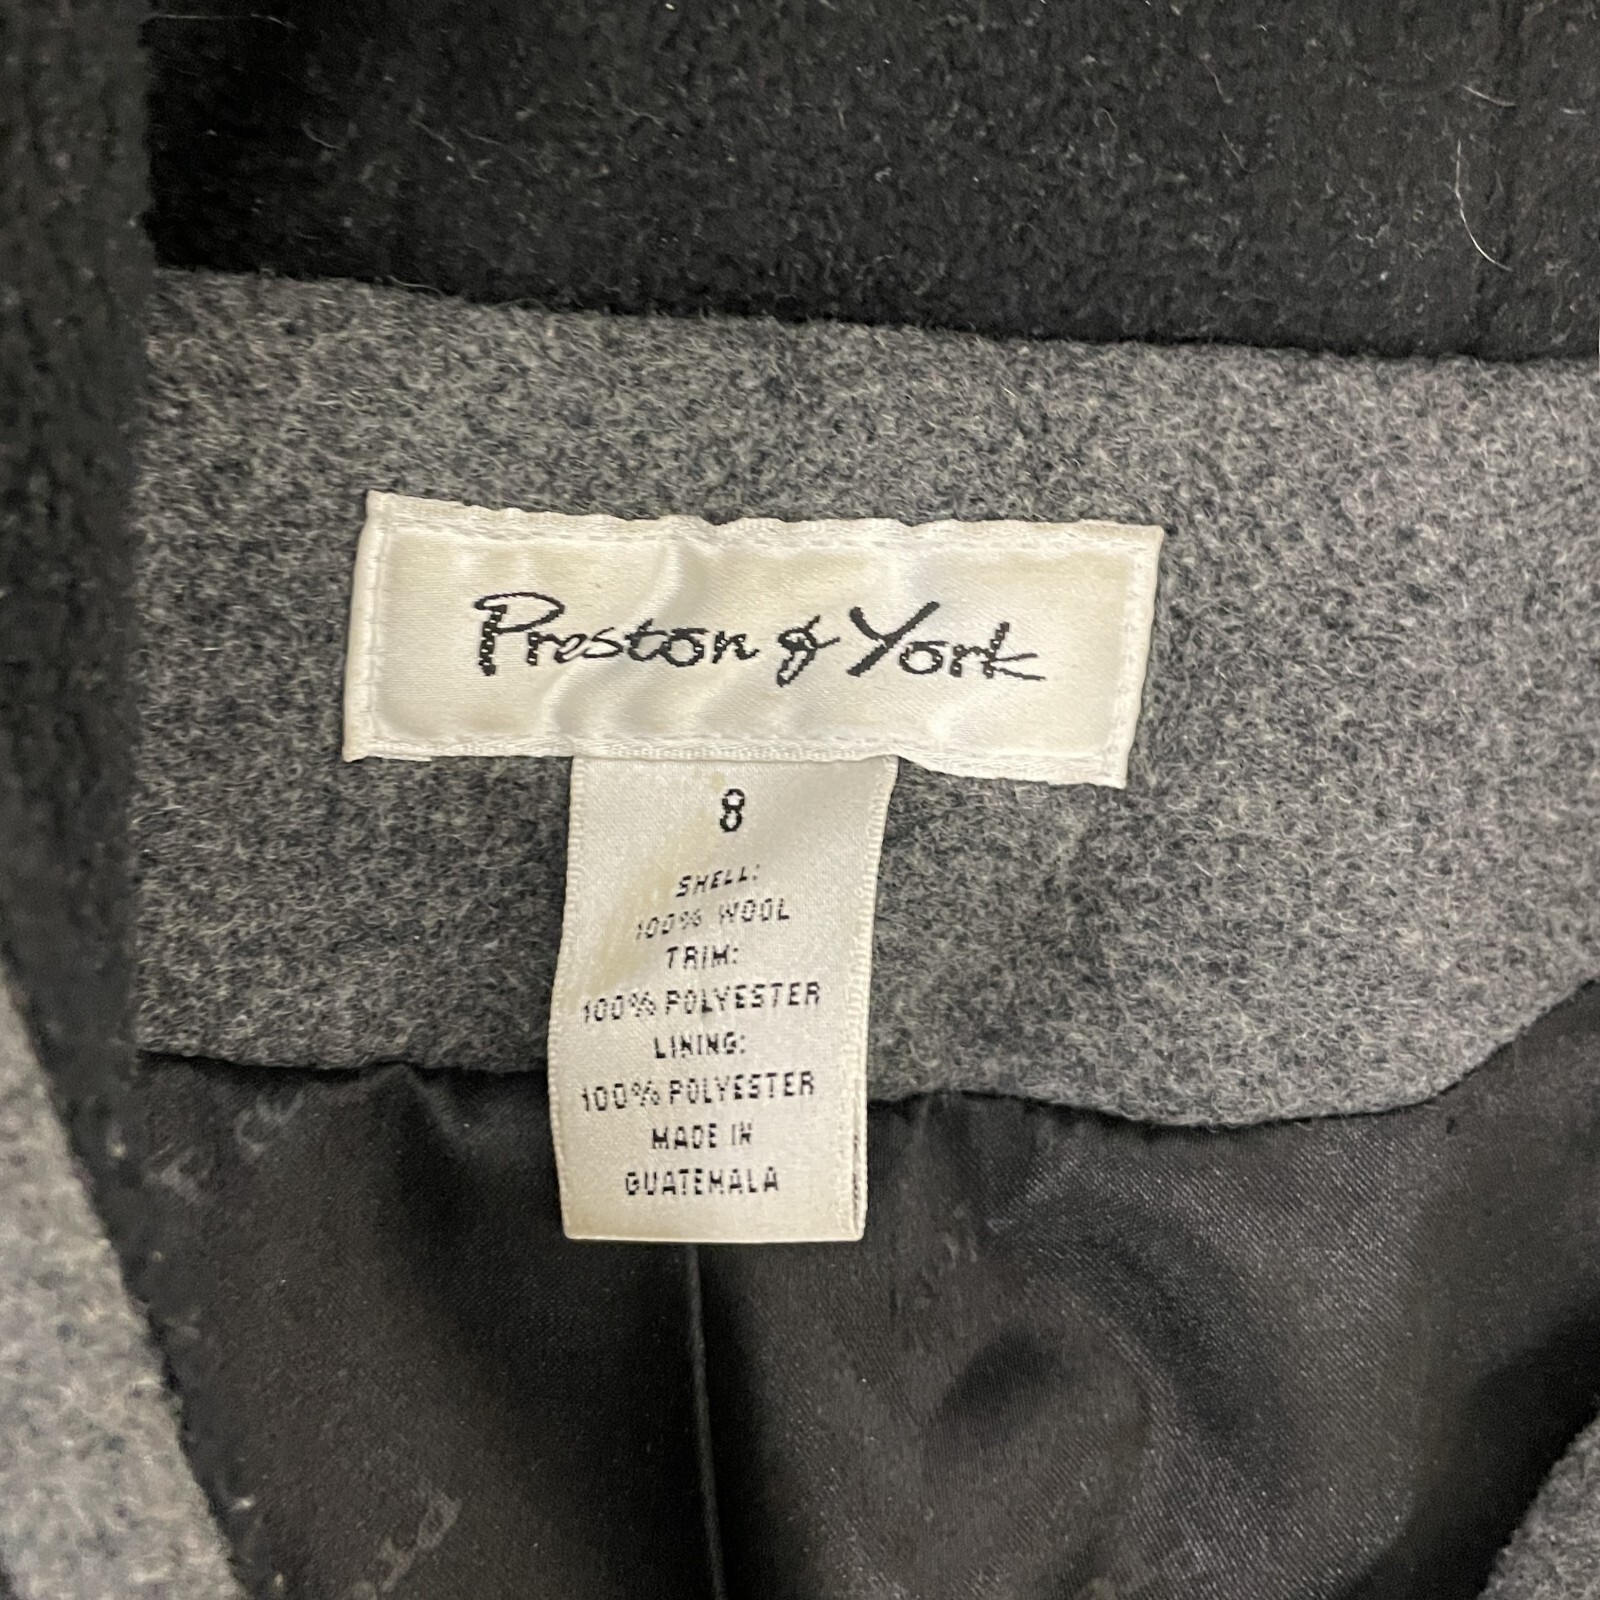 Preston & York
8
SHELL:
100% WOOL
TRIM:
100% POLYESTER
LINING:
100% POLYESTER
MADE IN
GUATEMALA